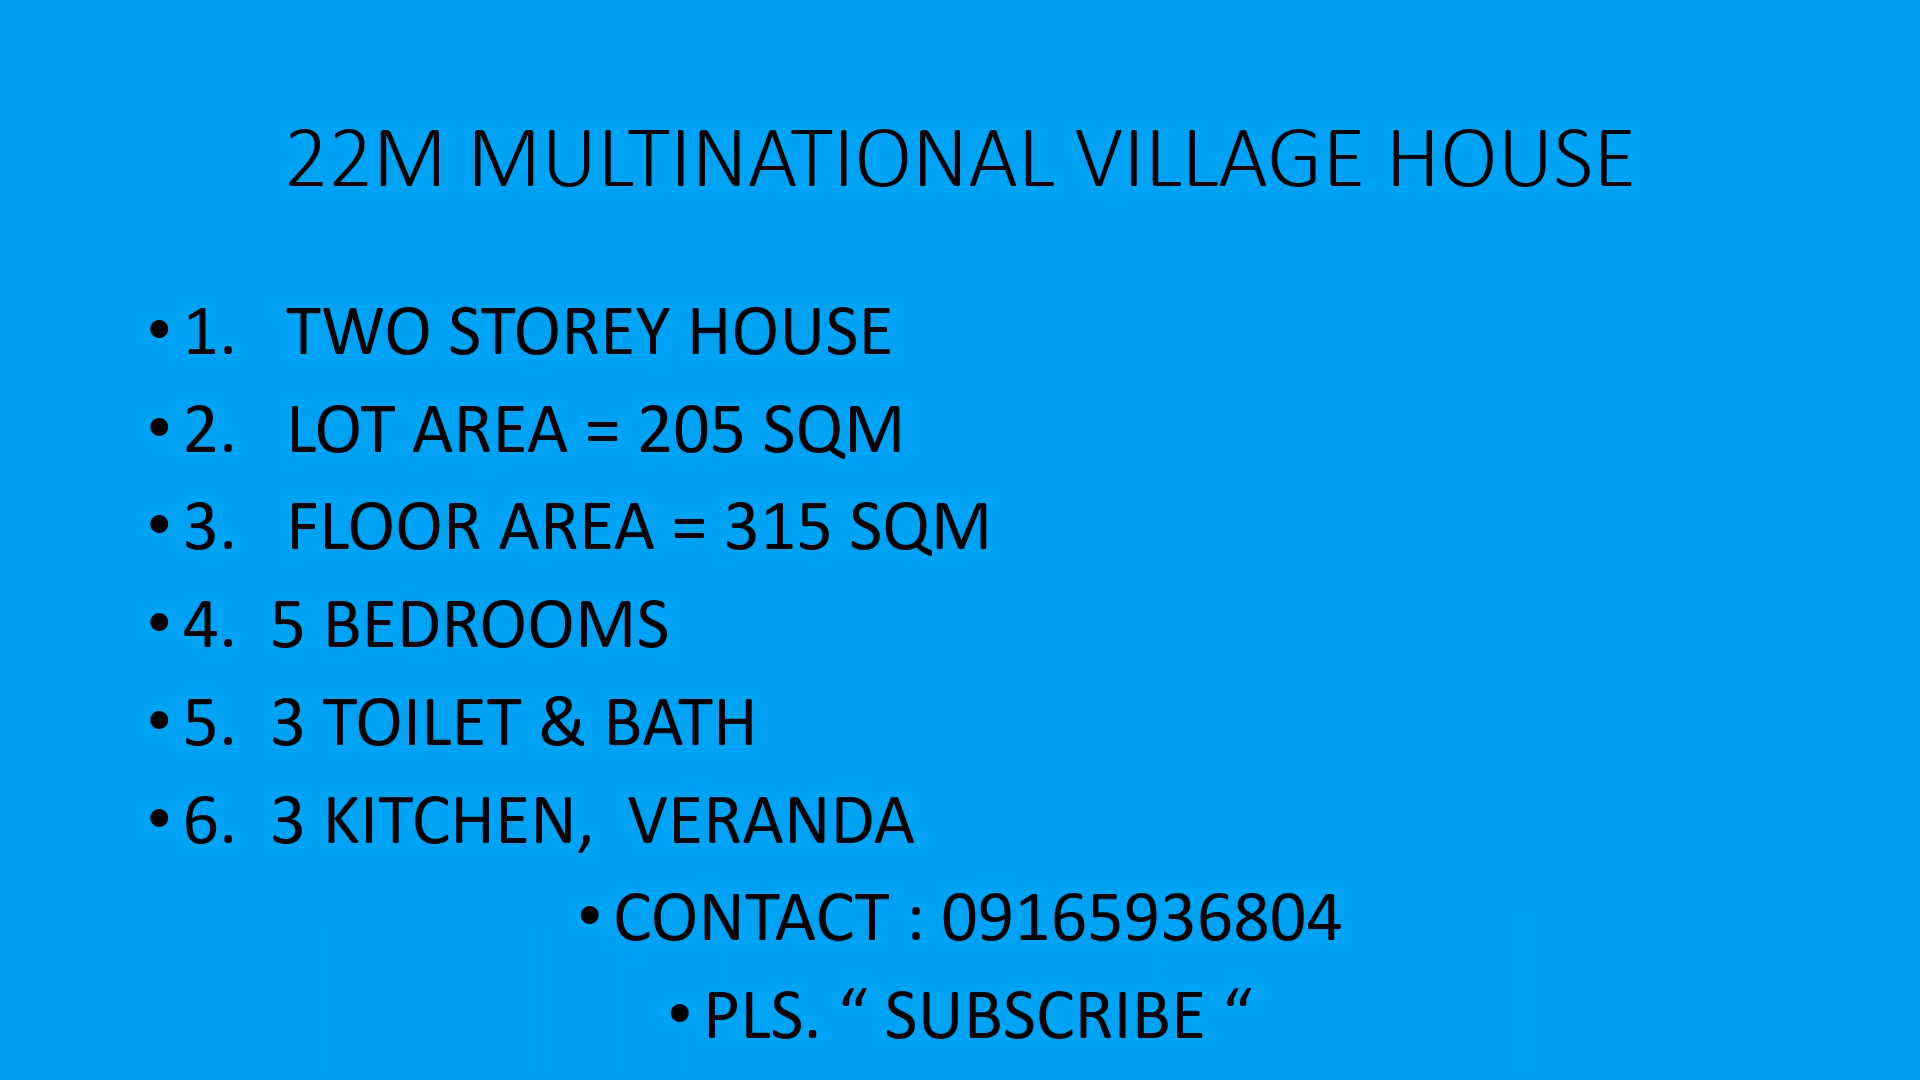 22M MULTINATIONAL VILLAGE HOUSE
• 1. TWO STOREY HOUSE
• 2. LOT AREA = 205 SQM
• 3. FLOOR AREA = 315 SQM
• 4. 5 BEDROOMS
• 5. 3 TOILET & BATH
• 6. 3 KITCHEN, VERANDA
• CONTACT : 09165936804
• PLS. “ SUBSCRIBE “